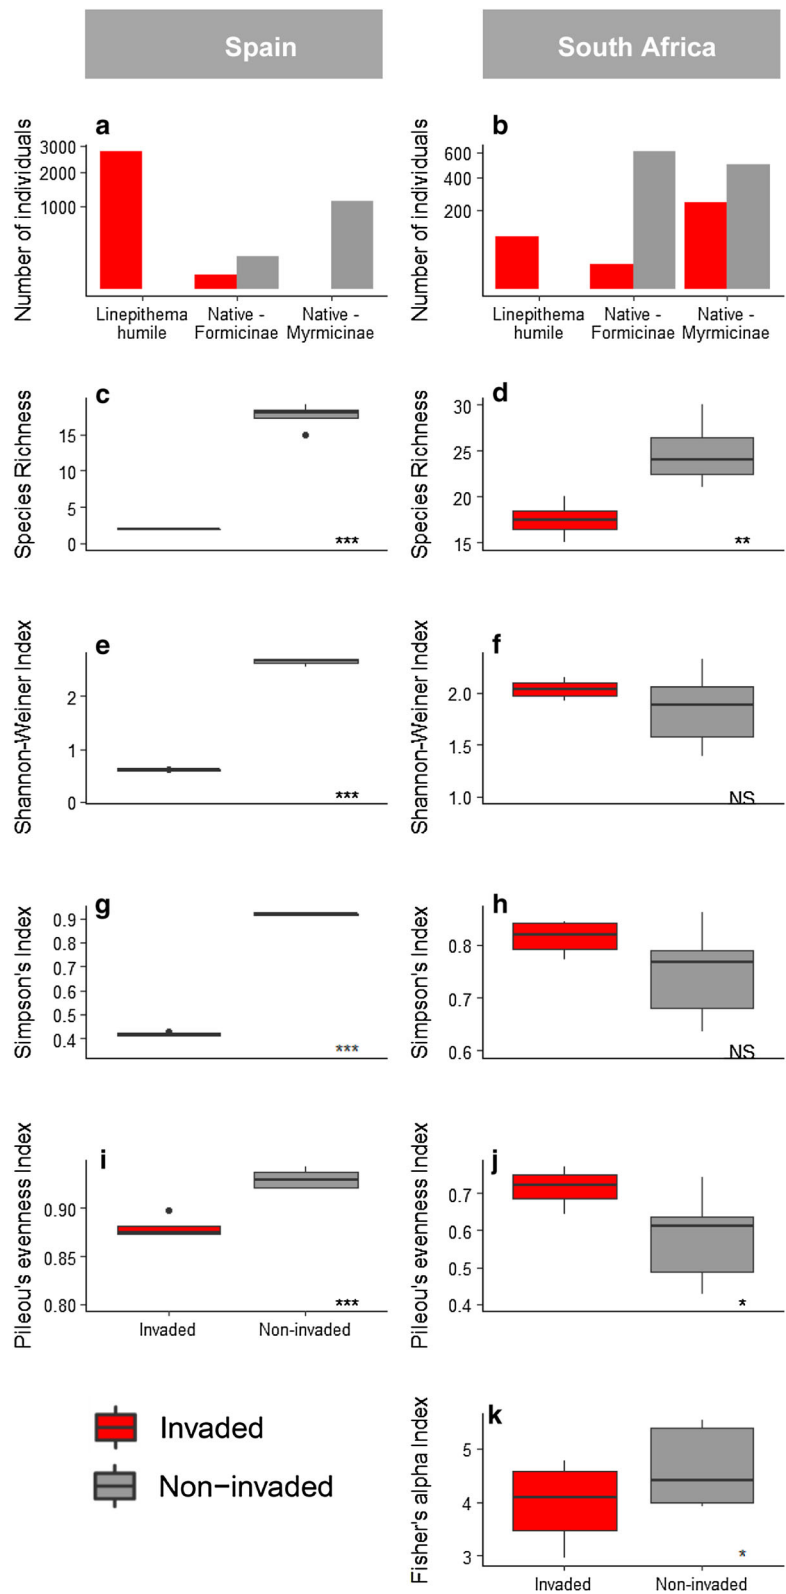 Spain
South Africa
a
Number of individuals
3000
2000
1000
Linepithema
humile
Native -
Formicinae
Native -
Myrmicinae
b
Number of individuals
600
400
200
Linepithema
humile
Native -
Formicinae
Native -
Myrmicinae
c
Species Richness
15
10
5
0
***
d
Species Richness
30
25
20
15
**
e
Shannon-Weiner Index
2
1
0
***
f
Shannon-Weiner Index
2.0
1.5
1.0
NS
g
Simpson's Index
0.9
0.8
0.7
0.6
0.5
0.4
***
h
Simpson's Index
0.8
0.7
0.6
NS
i
Pileou's evenness Index
0.90
0.85
0.80
***
Invaded
Non-invaded
j
Pileou's evenness Index
0.7
0.6
0.5
0.4
*
Invaded
Non-invaded
k
Fisher's alpha Index
5
4
3
*
Invaded
Non-invaded